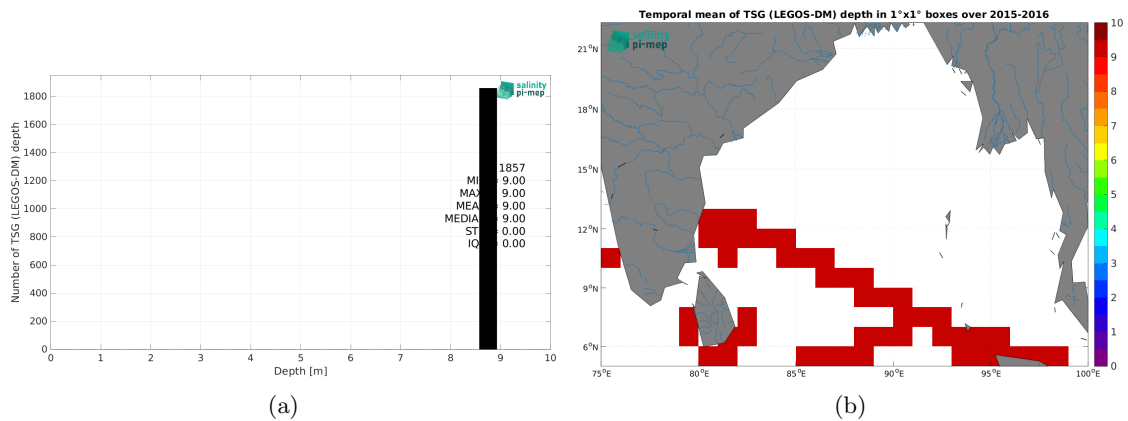 Temporal mean of TSG (LEGOS-DM) depth in 1°x1° boxes over 2015-2016
salinity
pi-mep
Number of TSG (LEGOS-DM) depth
1800
1600
1400
1200
1000
800
600
400
200
0
1857
MI 9.00
MAX 9.00
MEA 9.00
MEDIA 9.00
ST 0.00
IQ 0.00
0 1 2 3 4 5 6 7 8 9 10
Depth [m]
(a)
salinity
pi-mep
21°N
18°N
15°N
12°N
9°N
6°N
75°E 80°E 85°E 90°E 95°E 100°E
10
9
8
7
6
5
4
3
2
1
0
(b)